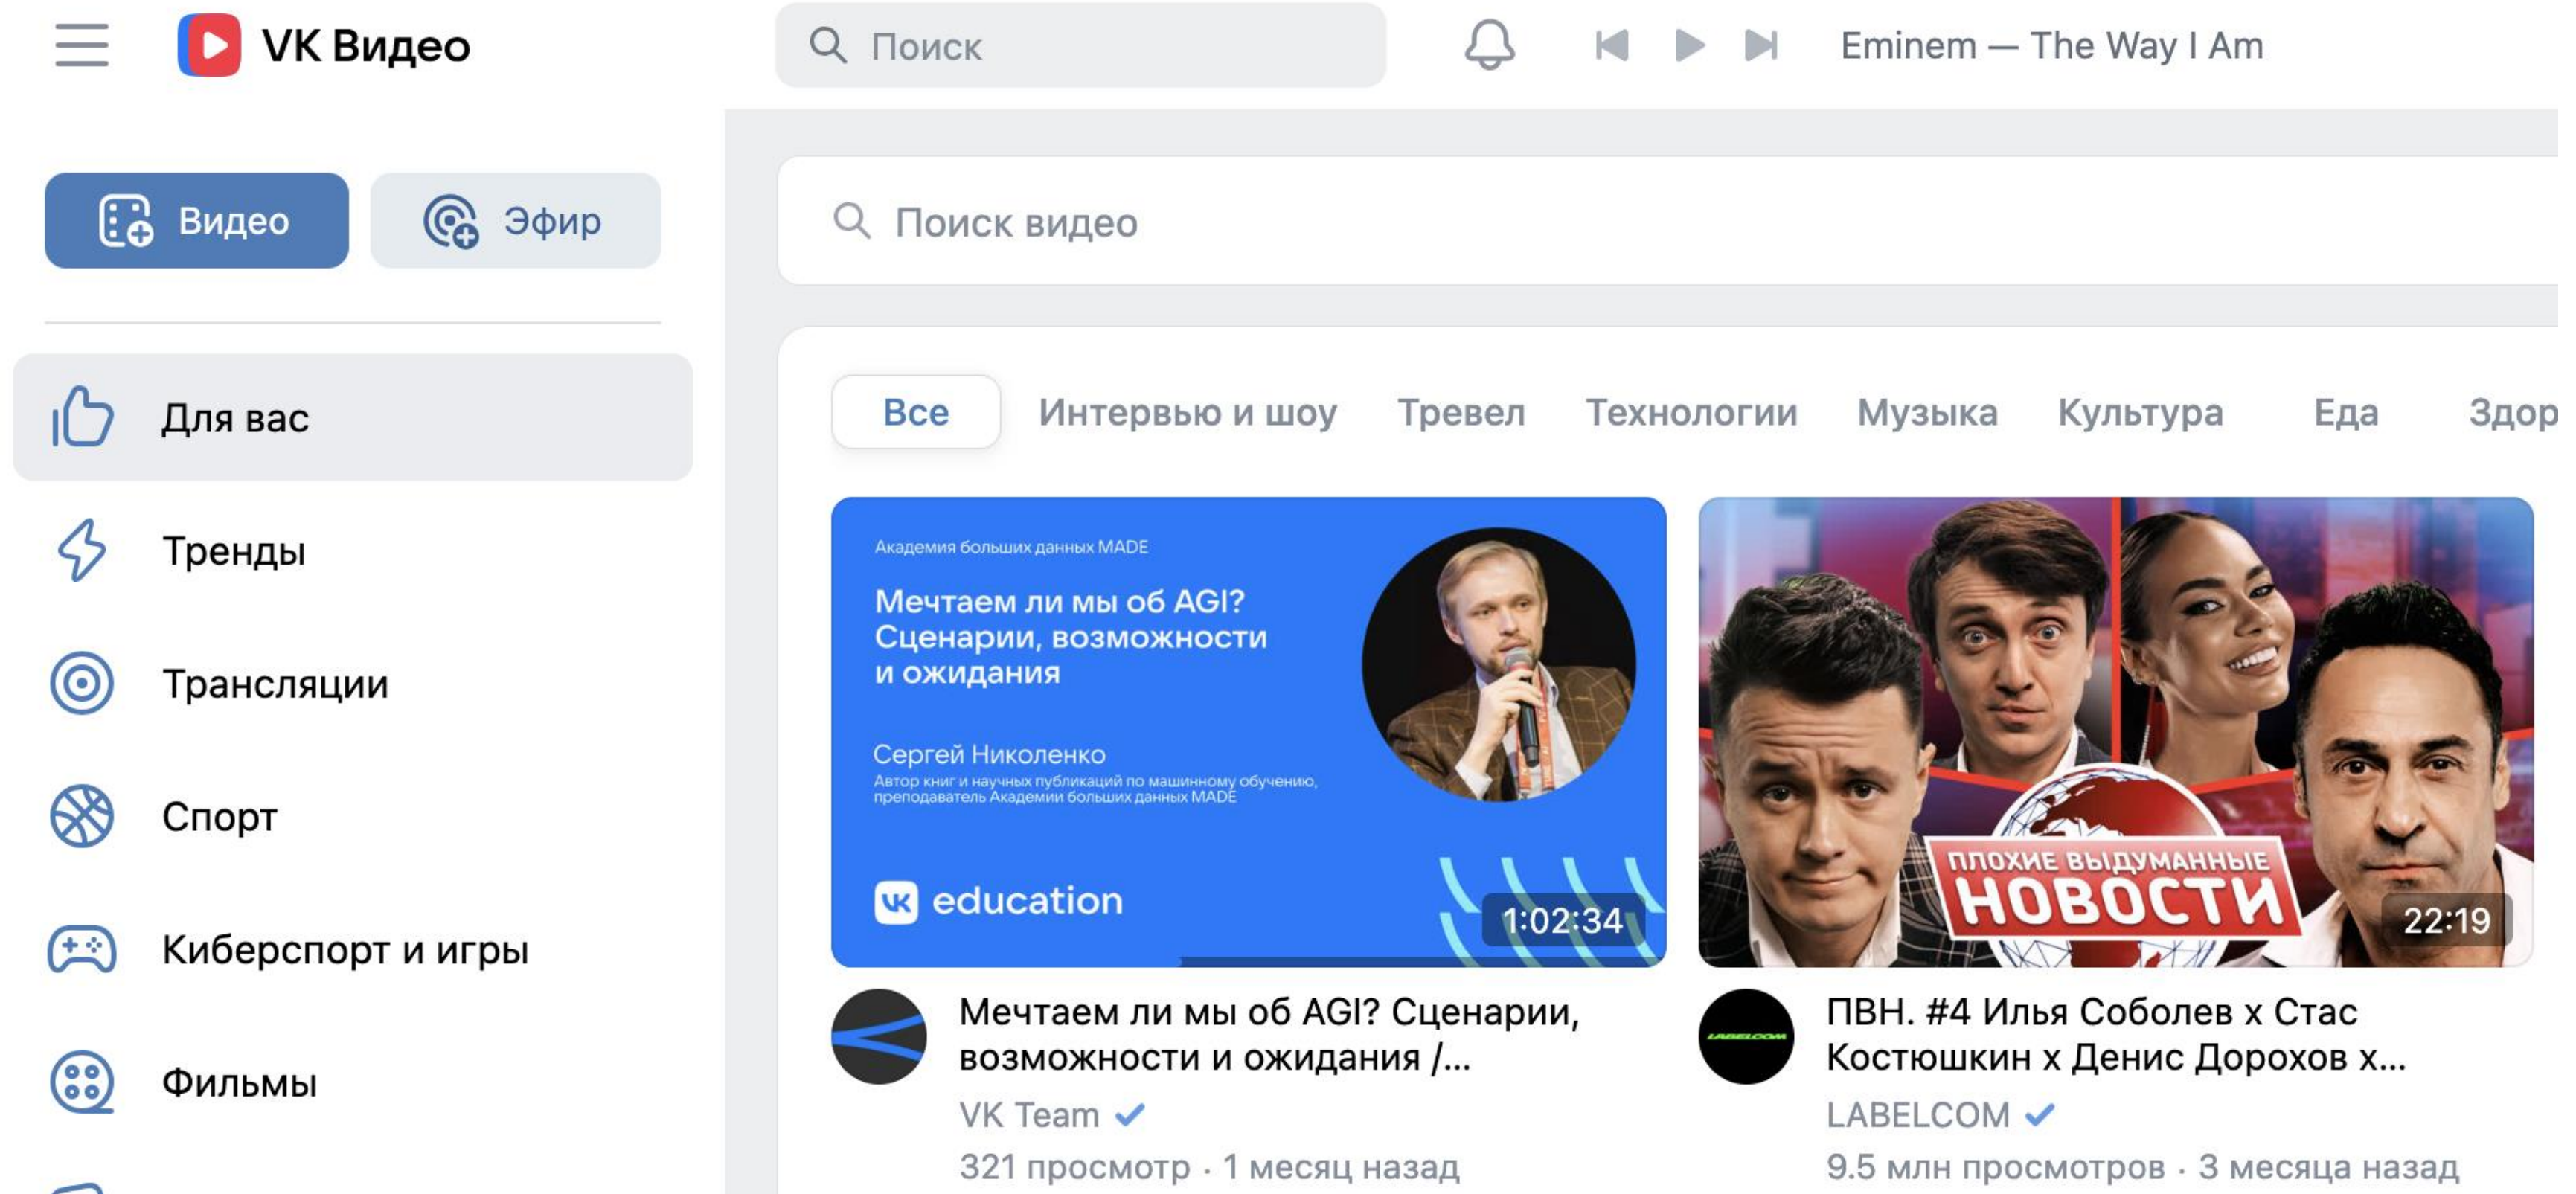 VK Видео
Поиск
Eminem — The Way I Am
Видео
Эфир
Для вас
Тренды
Трансляции
Спорт
Киберспорт и игры
Фильмы
Поиск видео
Все Интервью и шоу Тревел Технологии Музыка Культура Еда Здор
Академия больших данных MADE
Мечтаем ли мы об AGI?
Сценарии, возможности
и ожидания
Сергей Николенко
Автор книг и научных публикаций по машинному обучению,
преподаватель Академии больших данных MADE
VK education
1:02:34
Мечтаем ли мы об AGI? Сценарии,
возможности и ожидания /...
VK Team
321 просмотр · 1 месяц назад
ПЛОХИЕ ВЫДУМАННЫЕ
НОВОСТИ
22:19
LABELCOM
ПВН. #4 Илья Соболев х Стас
Костюшкин х Денис Дорохов х...
LABELCOM
9.5 млн просмотров · 3 месяца назад